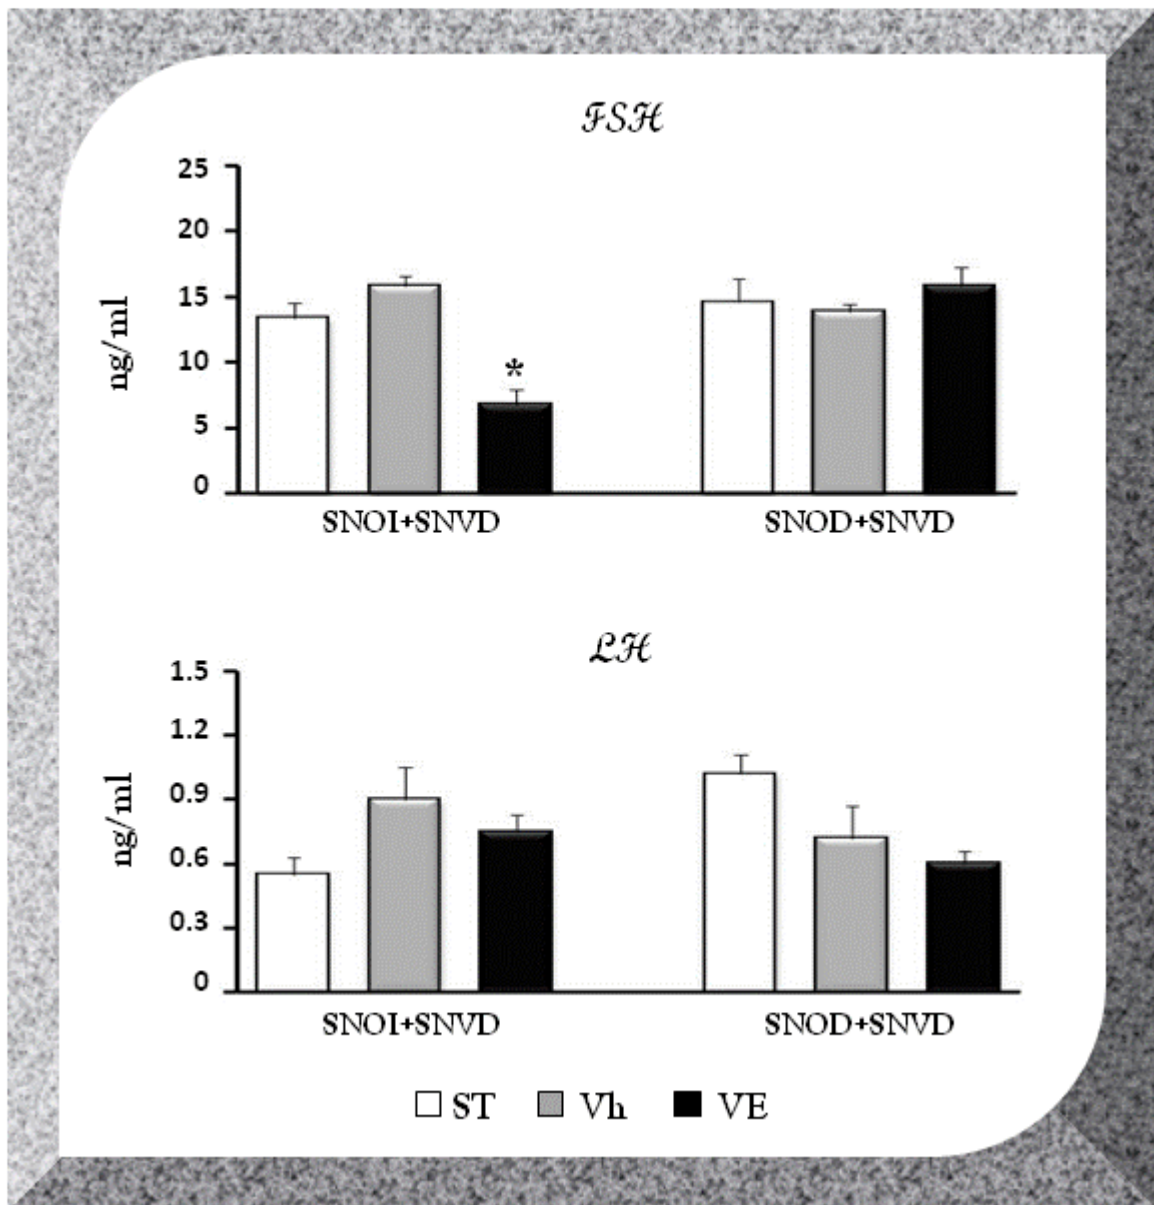 ℱSℋ
25
20
15
10
5
0
ng/ml
*
SNOI+SNVD SNOD+SNVD
ℒℋ
1.5
1.2
0.9
0.6
0.3
0
ng/ml
SNOI+SNVD SNOD+SNVD
ST Vh VE